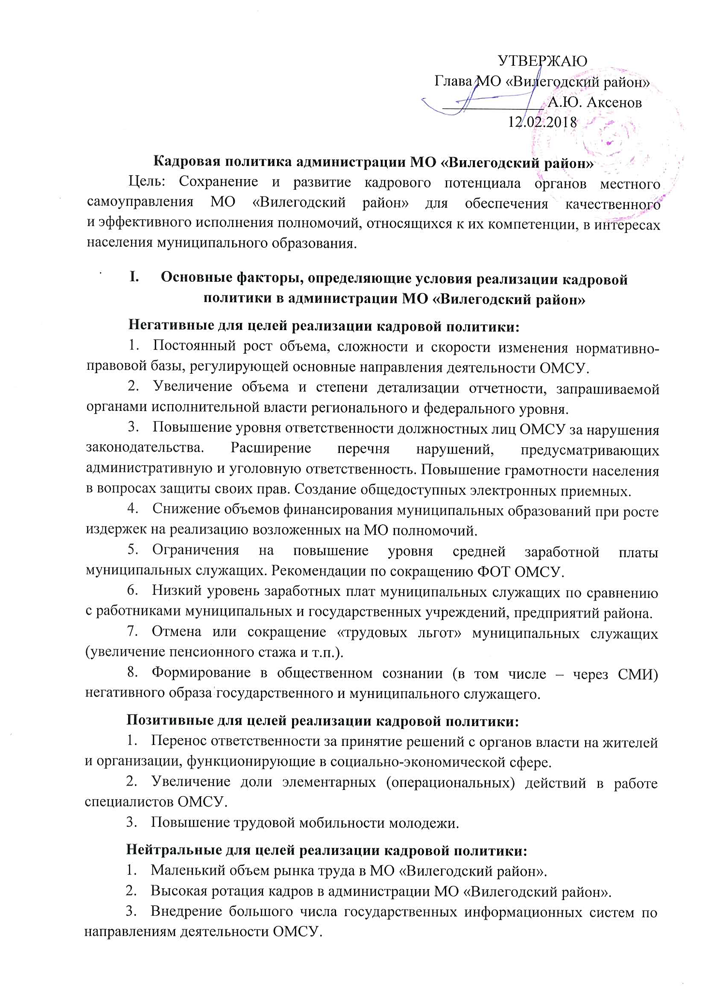 УТВЕРЖАЮ
Глава МО «Вилегодский район»
_____________ А.Ю. Аксенов
12.02.2018
Кадровая политика администрации МО «Вилегодский район»
Цель: Сохранение и развитие кадрового потенциала органов местного
самоуправления МО «Вилегодский район» для обеспечения качественного
и эффективного исполнения полномочий, относящихся к их компетенции, в интересах
населения муниципального образования.
I. Основные факторы, определяющие условия реализации кадровой
политики в администрации МО «Вилегодский район»
Негативные для целей реализации кадровой политики:
1. Постоянный рост объема, сложности и скорости изменения нормативно-
правовой базы, регулирующей основные направления деятельности ОМСУ.
2. Увеличение объема и степени детализации отчетности, запрашиваемой
органами исполнительной власти регионального и федерального уровня.
3. Повышение уровня ответственности должностных лиц ОМСУ за нарушения
законодательства. Расширение перечня нарушений, предусматривающих
административную и уголовную ответственность. Повышение грамотности населения
в вопросах защиты своих прав. Создание общедоступных электронных приемных.
4. Снижение объемов финансирования муниципальных образований при росте
издержек на реализацию возложенных на МО полномочий.
5. Ограничения на повышение уровня средней заработной платы
муниципальных служащих. Рекомендации по сокращению ФОТ ОМСУ.
6. Низкий уровень заработных плат муниципальных служащих по сравнению
с работниками муниципальных и государственных учреждений, предприятий района.
7. Отмена или сокращение «трудовых льгот» муниципальных служащих
(увеличение пенсионного стажа и т.п.).
8. Формирование в общественном сознании (в том числе – через СМИ)
негативного образа государственного и муниципального служащего.
Позитивные для целей реализации кадровой политики:
1. Перенос ответственности за принятие решений с органов власти на жителей
и организации, функционирующие в социально-экономической сфере.
2. Увеличение доли элементарных (операциональных) действий в работе
специалистов ОМСУ.
3. Повышение трудовой мобильности молодежи.
Нейтральные для целей реализации кадровой политики:
1. Маленький объем рынка труда в МО «Вилегодский район».
2. Высокая ротация кадров в администрации МО «Вилегодский район».
3. Внедрение большого числа государственных информационных систем по
направлениям деятельности ОМСУ.